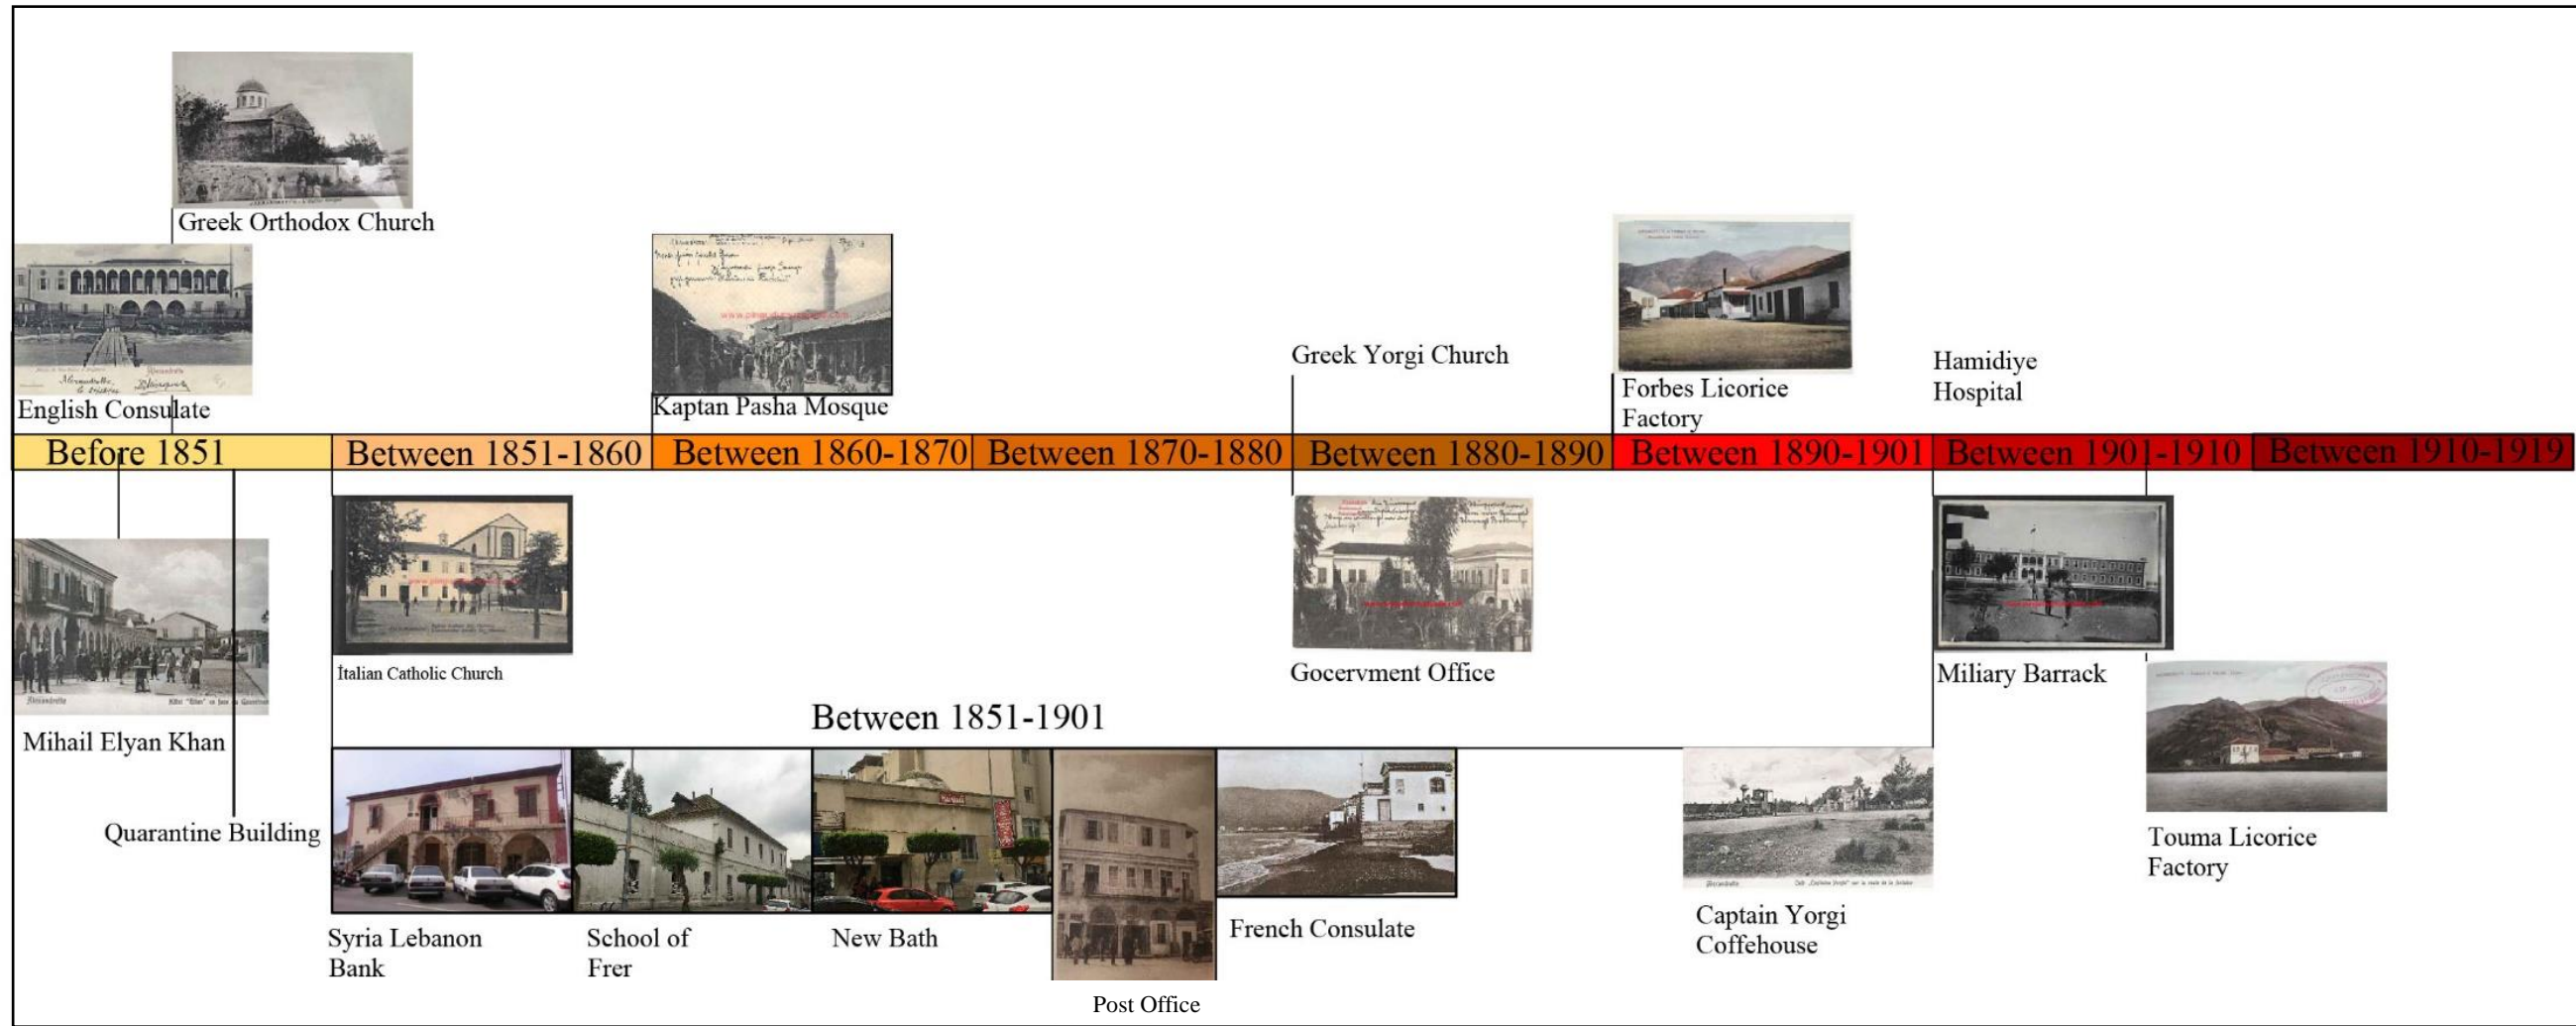 Greek Orthodox Church
English Consulate
Alexandrette
Kaptan Pasha Mosque
Greek Yorgi Church
Forbes Licorice
Factory
Hamidiye
Hospital
Before 1851
Between 1851-1860
Between 1860-1870
Between 1870-1880
Between 1880-1890
Between 1890-1901
Between 1901-1910
Between 1910-1919
Alexandrette
Mihail Elyan Khan
Quarantine Building
İtalian Catholic Church
Gocervment Office
Miliary Barrack
Touma Licorice
Factory
Between 1851-1901
Syria Lebanon
Bank
School of
Frer
New Bath
Post Office
French Consulate
Alexandrette
Captain Yorgi
Coffehouse